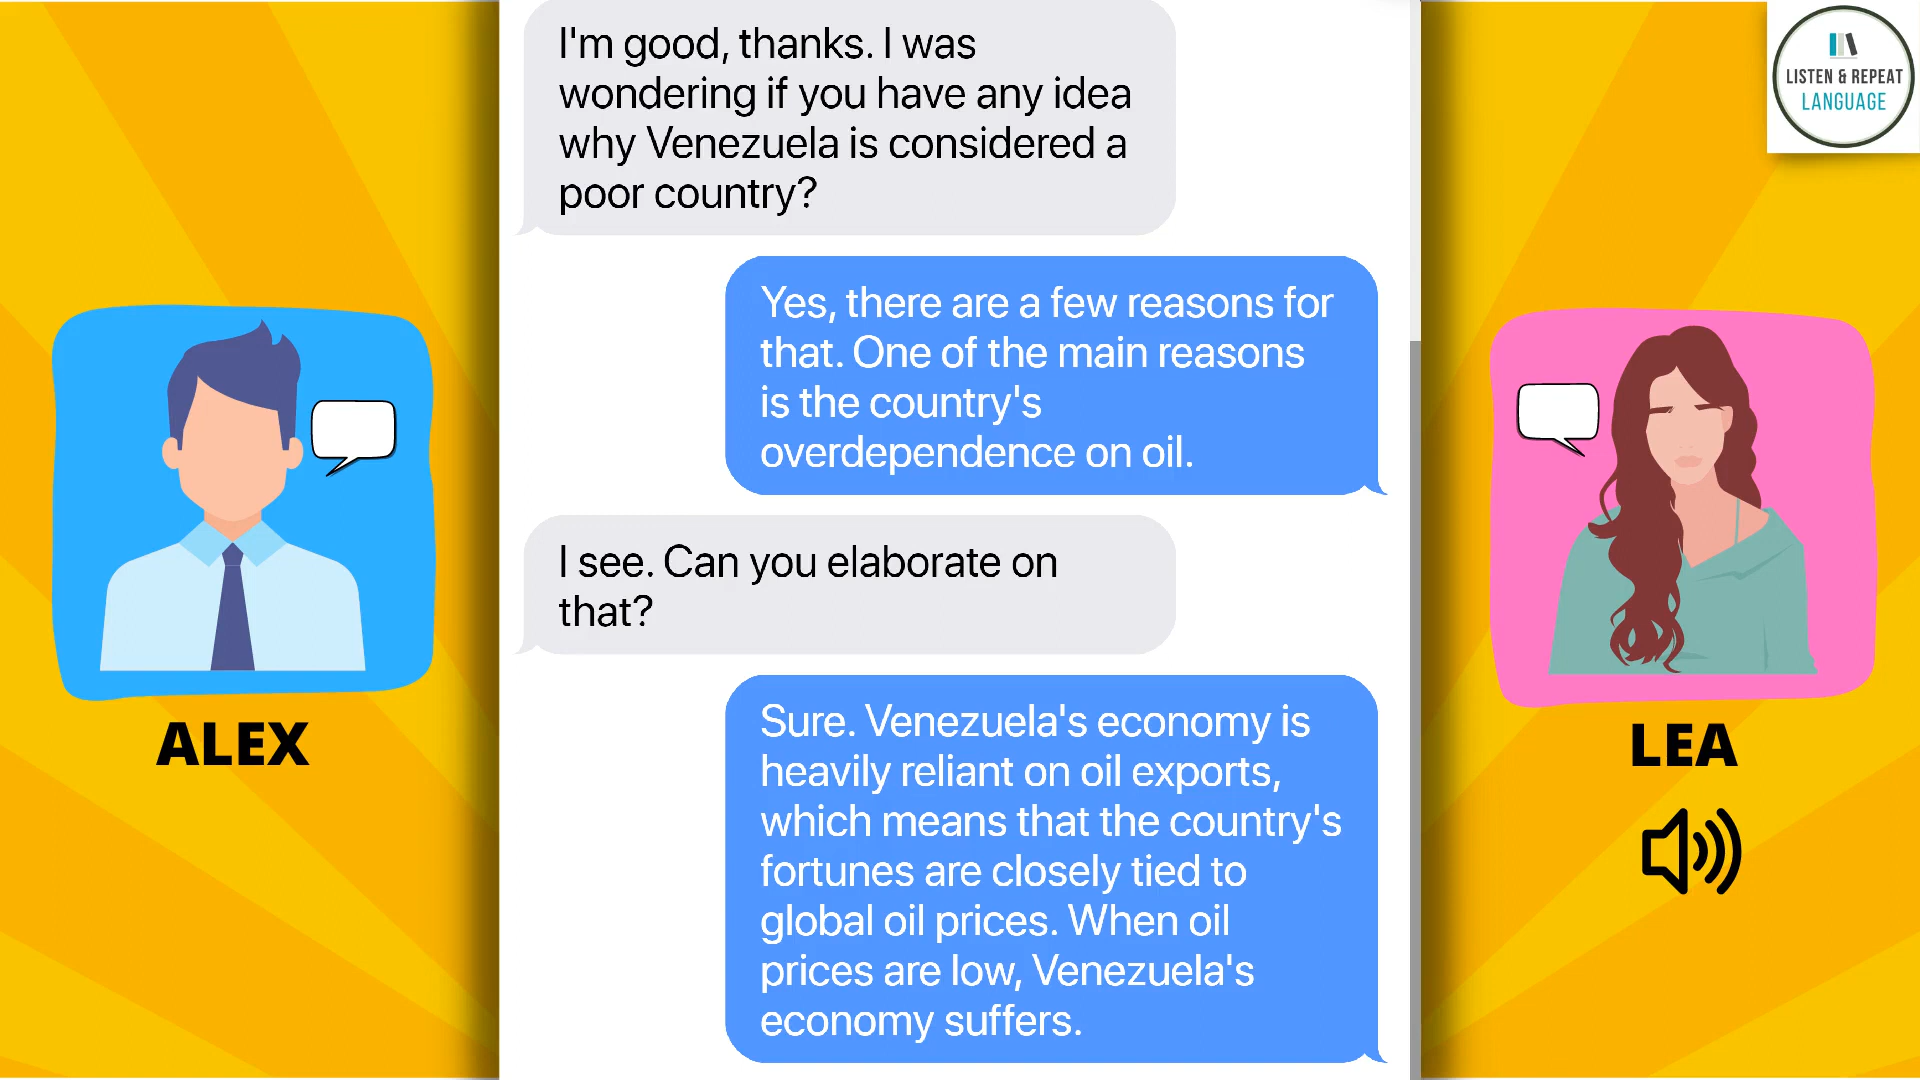 I'm good, thanks. I was
wondering if you have any idea
why Venezuela is considered a
poor country?
Yes, there are a few reasons for
that. One of the main reasons
is the country's
overdependence on oil.
I see. Can you elaborate on
that?
Sure. Venezuela's economy is
heavily reliant on oil exports,
which means that the country's
fortunes are closely tied to
global oil prices. When oil
prices are low, Venezuela's
economy suffers.
ALEX
LEA
LISTEN & REPEAT
LANGUAGE